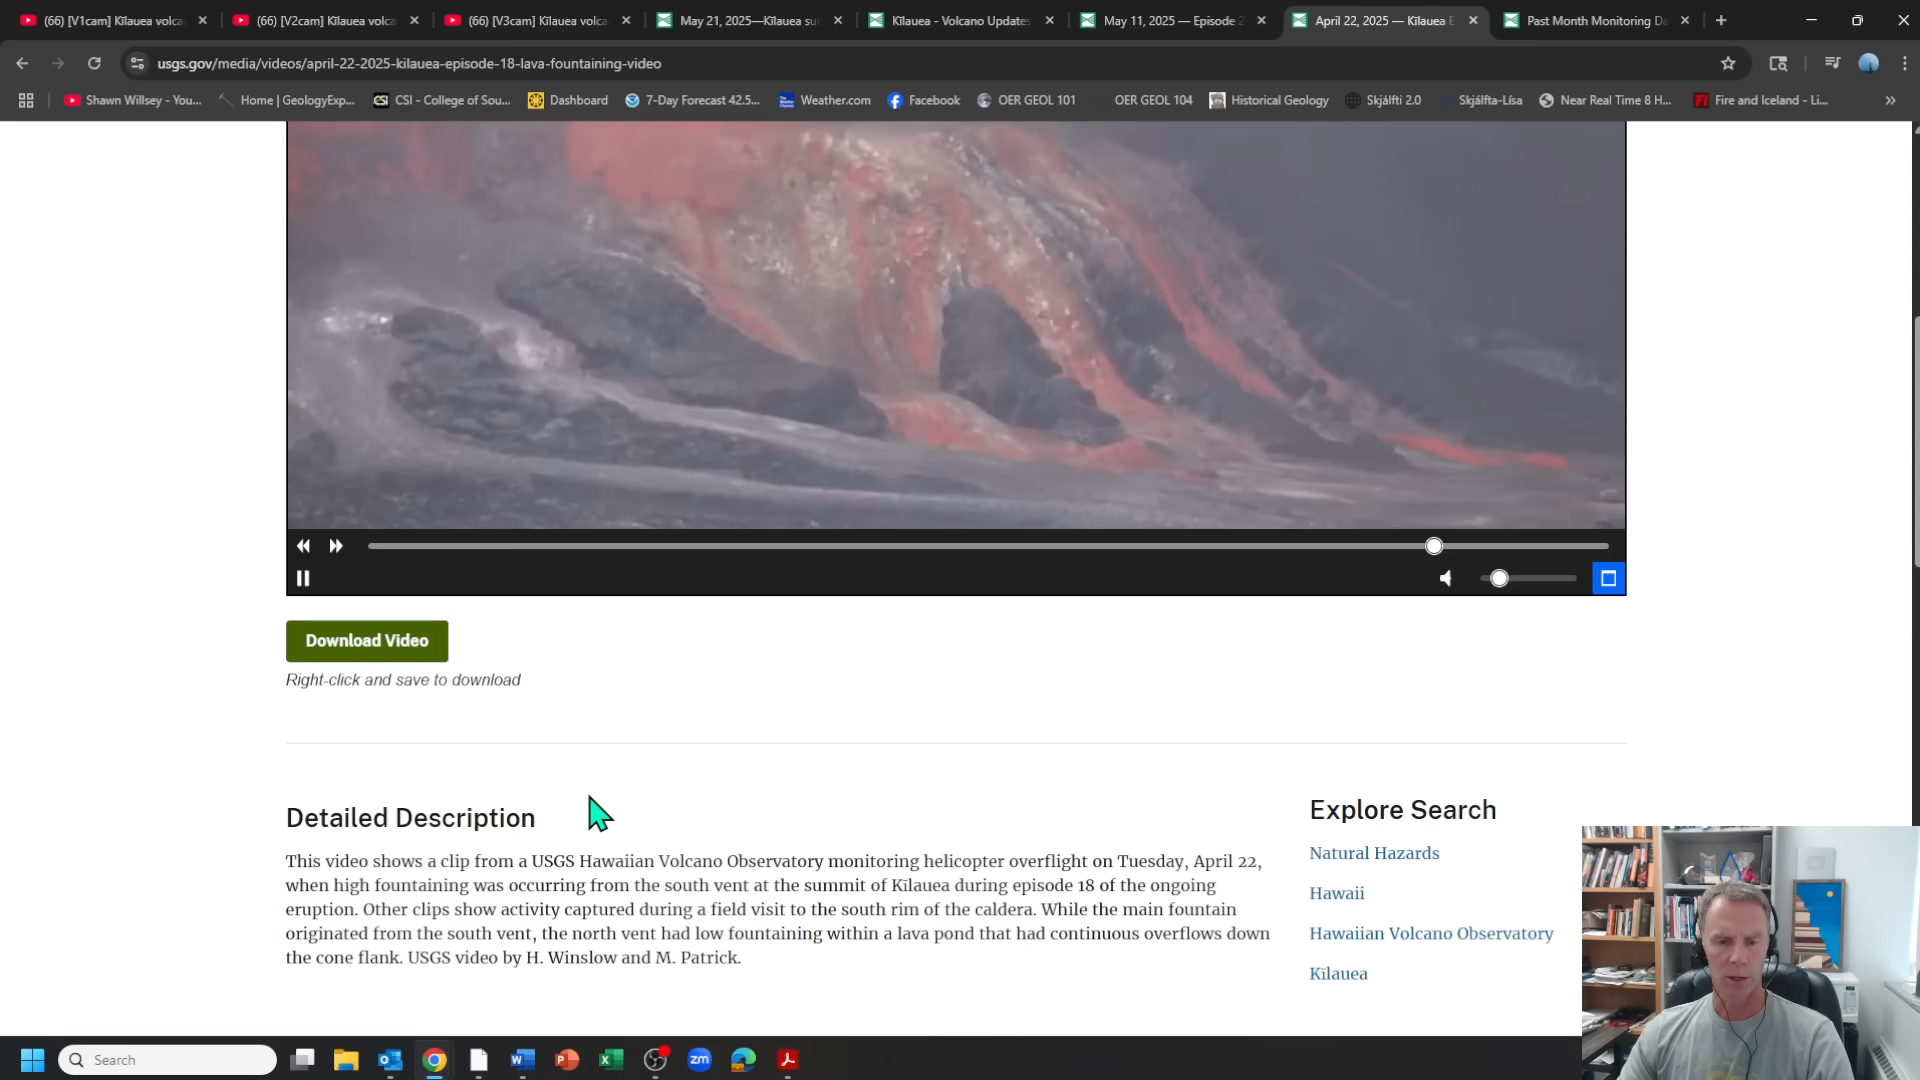 (66) [V1cam] Kīlauea volca
(66) [V2cam] Kīlauea volca
(66) [V3cam] Kīlauea volca
May 21, 2025—Kīlauea su
Kīlauea - Volcano Updates
May 11, 2025 — Episode 2
April 22, 2025 — Kīlauea E
Past Month Monitoring Da
usgs.gov/media/videos/april-22-2025-kilauea-episode-18-lava-fountaining-video
Shawn Willsey - You...
Home | GeologyExp...
CSI - College of Sou...
Dashboard
7-Day Forecast 42.5...
Weather.com
Facebook
OER GEOL 101
OER GEOL 104
Historical Geology
Skjálfti 2.0
Skjálfta-Lísa
Near Real Time 8 H...
Fire and Iceland - Li...
Download Video
Right-click and save to download
Detailed Description
This video shows a clip from a USGS Hawaiian Volcano Observatory monitoring helicopter overflight on Tuesday, April 22,
when high fountaining was occurring from the south vent at the summit of Kīlauea during episode 18 of the ongoing
eruption. Other clips show activity captured during a field visit to the south rim of the caldera. While the main fountain
originated from the south vent, the north vent had low fountaining within a lava pond that had continuous overflows down
the cone flank. USGS video by H. Winslow and M. Patrick.
Explore Search
Natural Hazards
Hawaii
Hawaiian Volcano Observatory
Kīlauea
Search